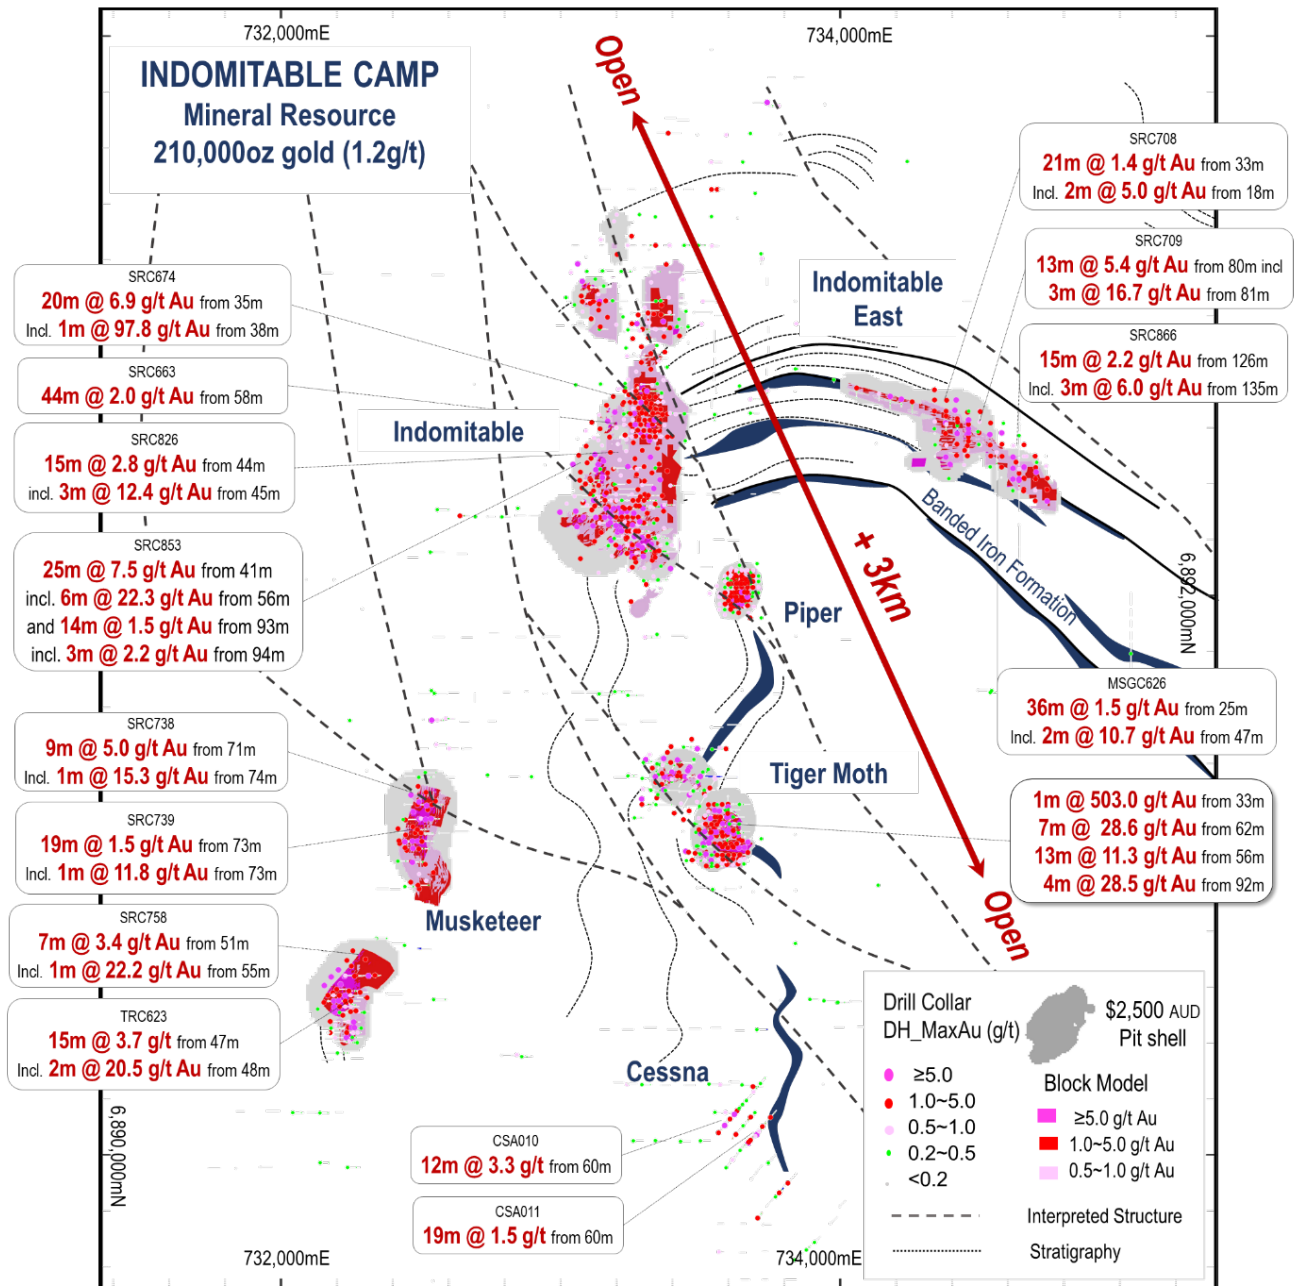 732,000mE
734,000mE
INDOMITABLE CAMP
Mineral Resource
210,000oz gold (1.2g/t)
Open
SRC708
21m @ 1.4 g/t Au from 33m
Incl. 2m @ 5.0 g/t Au from 18m
SRC709
13m @ 5.4 g/t Au from 80m incl
3m @ 16.7 g/t Au from 81m
SRC866
15m @ 2.2 g/t Au from 126m
Incl. 3m @ 6.0 g/t Au from 135m
Indomitable
East
SRC674
20m @ 6.9 g/t Au from 35m
Incl. 1m @ 97.8 g/t Au from 38m
SRC663
44m @ 2.0 g/t Au from 58m
SRC826
15m @ 2.8 g/t Au from 44m
incl. 3m @ 12.4 g/t Au from 45m
Indomitable
SRC853
25m @ 7.5 g/t Au from 41m
incl. 6m @ 22.3 g/t Au from 56m
and 14m @ 1.5 g/t Au from 93m
incl. 3m @ 2.2 g/t Au from 94m
Banded Iron Formation
+ 3km
6,892,000mN
Piper
MSGC626
36m @ 1.5 g/t Au from 25m
Incl. 2m @ 10.7 g/t Au from 47m
SRC738
9m @ 5.0 g/t Au from 71m
Incl. 1m @ 15.3 g/t Au from 74m
Tiger Moth
1m @ 503.0 g/t Au from 33m
7m @ 28.6 g/t Au from 62m
13m @ 11.3 g/t Au from 56m
4m @ 28.5 g/t Au from 92m
SRC739
19m @ 1.5 g/t Au from 73m
Incl. 1m @ 11.8 g/t Au from 73m
Musketeer
Open
SRC758
7m @ 3.4 g/t Au from 51m
Incl. 1m @ 22.2 g/t Au from 55m
TRC623
15m @ 3.7 g/t from 47m
Incl. 2m @ 20.5 g/t Au from 48m
Cessna
6,890,000mN
CSA010
12m @ 3.3 g/t from 60m
CSA011
19m @ 1.5 g/t from 60m
Drill Collar
DH_MaxAu (g/t)
≥5.0
1.0~5.0
0.5~1.0
0.2~0.5
<0.2
$2,500 AUD
Pit shell
Block Model
≥5.0 g/t Au
1.0~5.0 g/t Au
0.5~1.0 g/t Au
Interpreted Structure
Stratigraphy
732,000mE
734,000mE